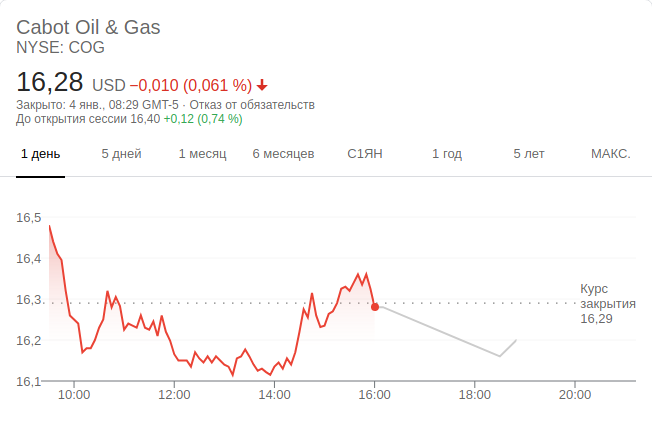 Cabot Oil & Gas
NYSE: COG
16,28 USD −0,010 (0,061 %)
Закрыто: 4 янв., 08:29 GMT-5 · Отказ от обязательств
До открытия сессии 16,40 +0,12 (0,74 %)
1 день 5 дней 1 месяц 6 месяцев С1ЯН 1 год 5 лет МАКС.
16,5
16,4
16,3
16,2
16,1
Курс
закрытия
16,29
10:00 12:00 14:00 16:00 18:00 20:00